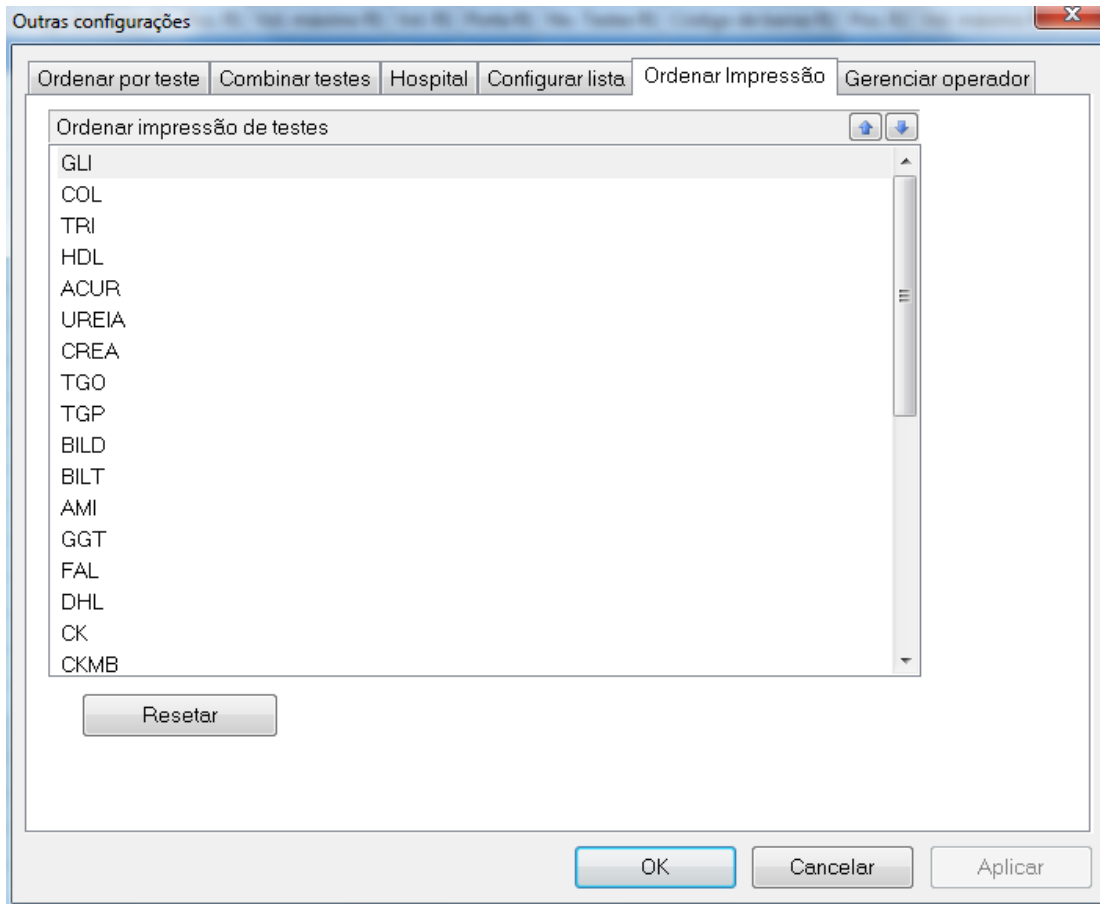 Outras configurações
Ordenar por teste Combinar testes Hospital Configurar lista Ordenar Impressão Gerenciar operador
Ordenar impressão de testes
GLI
COL
TRI
HDL
ACUR
UREIA
CREA
TGO
TGP
BILD
BILT
AMI
GGT
FAL
DHL
CK
CKMB
Resetar
OK Cancelar Aplicar